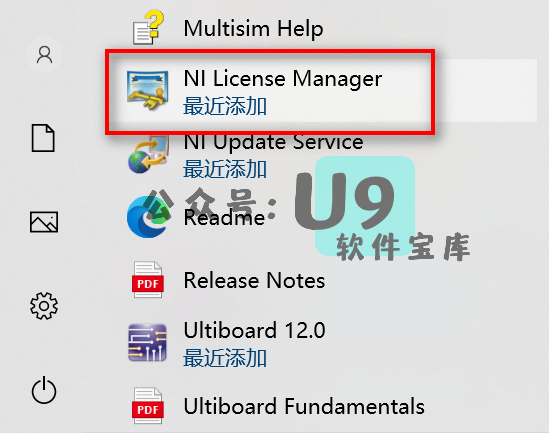 Multisim Help
NI License Manager
最近添加
NI Update Service
最近添加
公众号：U9
软件宝库
Readme
PDF
Release Notes
Ultiboard 12.0
最近添加
PDF
Ultiboard Fundamentals